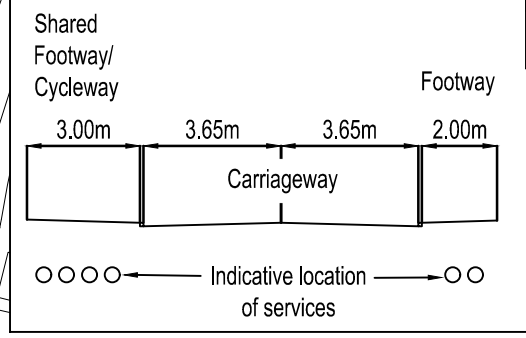 Shared
Footway/
Cycleway
Footway
3.00m 3.65m 3.65m 2.00m
Carriageway
Indicative location
of services